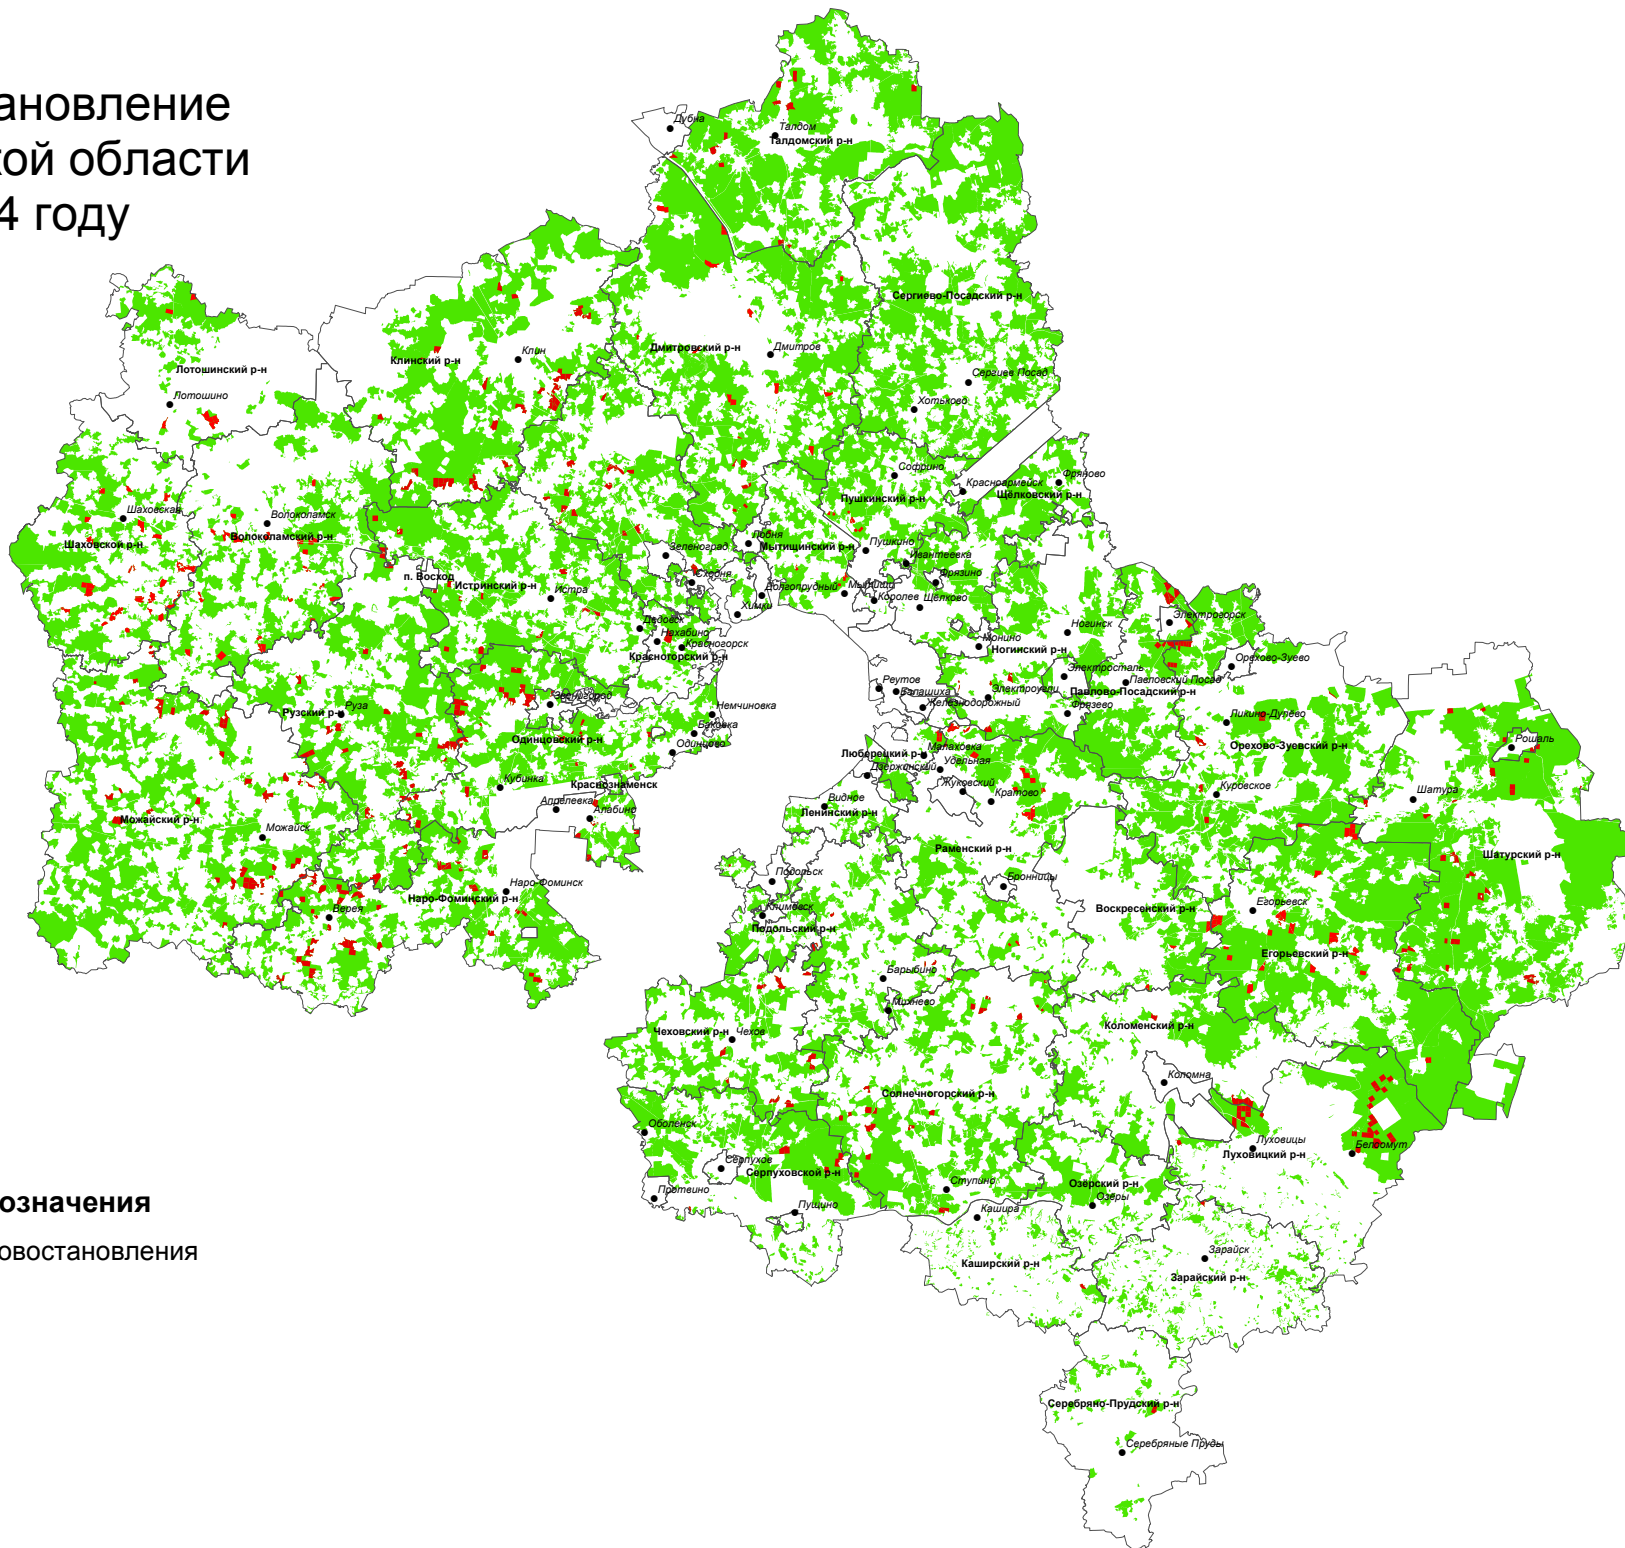 ановление
кой области
4 году
Дубна
Талдом
Талдомский р-н
Сергиево-Посадский р-н
Клинский р-н
Клин
Дмитровский р-н
Дмитров
Лотошинский р-н
Лотошино
Сергиев Посад
Хотьково
Софрино
Пушкинский р-н
Красноармейск
Фряново
Щёлковский р-н
Шаховская
Шаховской р-н
Волоколамск
Волоколамский р-н
п. Восход
Истринский р-н
Истра
Зеленоград
Сходня
Лобня
Мытищинский р-н
Пушкино
Ивантеевка
Фрязино
Долгопрудный
Мытищи
Королев
Щёлково
Химки
Дедовск
Нахабино
Красногорск
Красногорский р-н
Монино
Ногинск
Ногинский р-н
Электрогорск
Орехово-Зуево
Электросталь
Павловский Посад
Павлово-Посадский р-н
Реутов
Балашиха
Железнодорожный
Электроугли
Фрязево
Ликино-Дулёво
Орехово-Зуевский р-н
Рошаль
Рузский р-н
Руза
Звенигород
Одинцовский р-н
Немчиновка
Баковка
Одинцово
Люберецкий р-н
Малаховка
Удельная
Дзержинский
Жуковский
Кратово
Кубинка
Краснознаменск
Апрелевка
Алабино
Видное
Ленинский р-н
Куровское
Шатура
Шатурский р-н
Можайский р-н
Можайск
Раменский р-н
Бронницы
Подольск
Климовск
Подольский р-н
Наро-Фоминск
Наро-Фоминский р-н
Верея
Воскресенский р-н
Егорьевск
Егорьевский р-н
Барыбино
Михнево
Чеховский р-н
Чехов
Коломенский р-н
Коломна
Солнечногорский р-н
Оболенск
Серпухов
Серпуховской р-н
Протвино
Пущино
Ступино
Кашира
Озёрский р-н
Озеры
Луховицы
Луховицкий р-н
Белоомут
означения
овостановления
Каширский р-н
Зарайск
Зарайский р-н
Серебряно-Прудский р-н
Серебряные Пруды